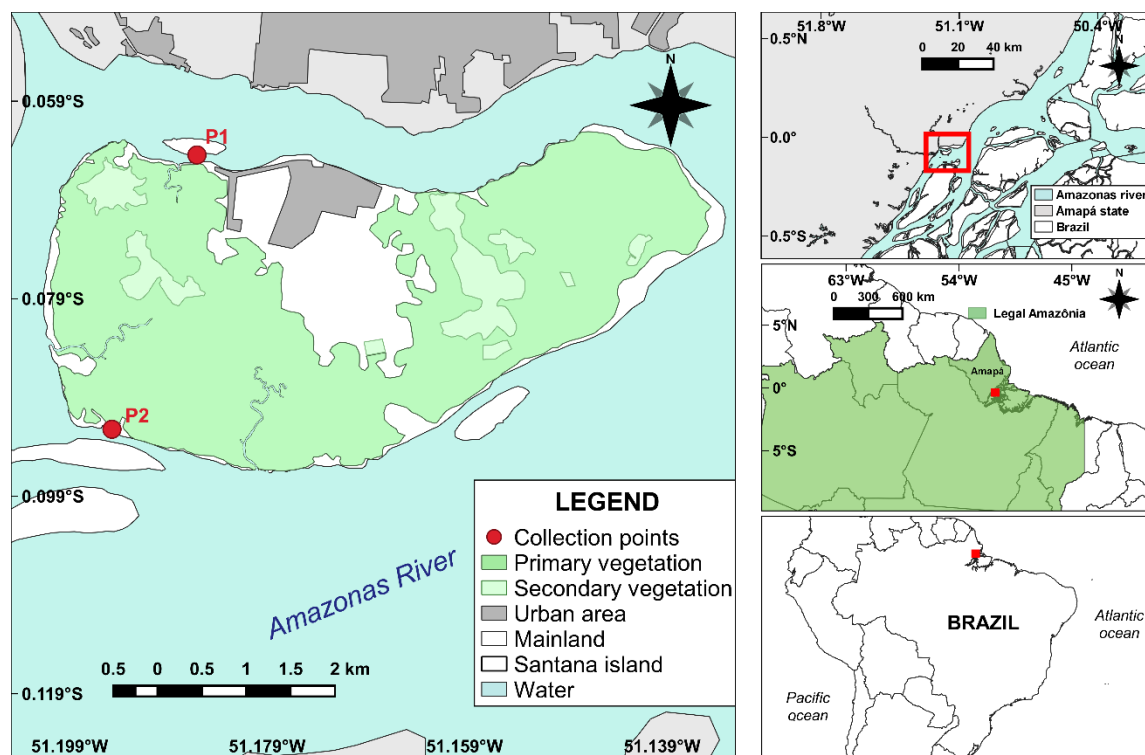 N
0.059°S
P1
0.079°S
P2
0.099°S
0.119°S
Amazonas River
0.5 0 0.5 1 1.5 2 km
51.199°W 51.179°W 51.159°W 51.139°W
LEGEND
Collection points
Primary vegetation
Secondary vegetation
Urban area
Mainland
Santana island
Water
51.8°W 51.1°W 50.4°W
N
0.5°N
0 20 40 km
0.0°
0.5°S
Amazonas river
Amapá state
Brazil
63°W 54°W 45°W
N
0 300 600 km
Legal Amazônia
5°N
Atlantic
ocean
Amapá
0°
5°S
BRAZIL
Atlantic
ocean
Pacific
ocean